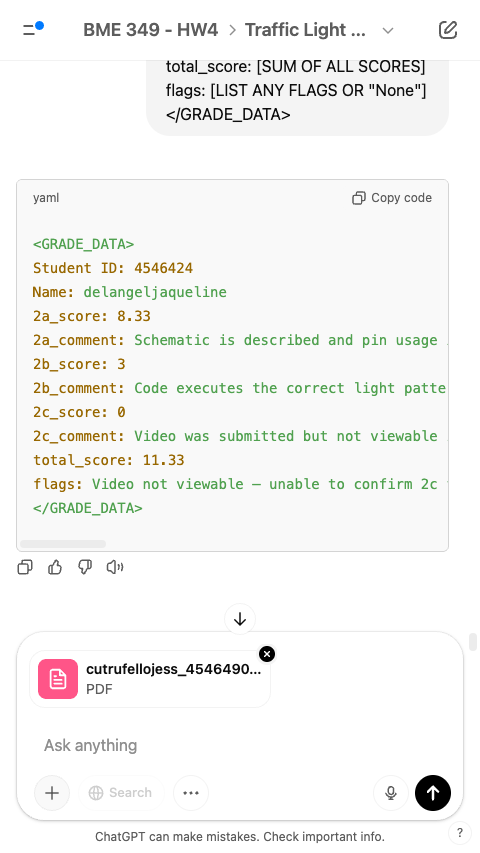 BME 349 - HW4 > Traffic Light ...
total_score: [SUM OF ALL SCORES]
flags: [LIST ANY FLAGS OR "None"]
</GRADE_DATA>
yaml
Copy code
<GRADE_DATA>
Student ID: 4546424
Name: delangeljaqueline
2a_score: 8.33
2a_comment: Schematic is described and pin usage
2b_score: 3
2b_comment: Code executes the correct light patte
2c_score: 0
2c_comment: Video was submitted but not viewable
total_score: 11.33
flags: Video not viewable — unable to confirm 2c
</GRADE_DATA>
cutrufellojess_4546490...
PDF
Ask anything
Search
ChatGPT can make mistakes. Check important info.
?